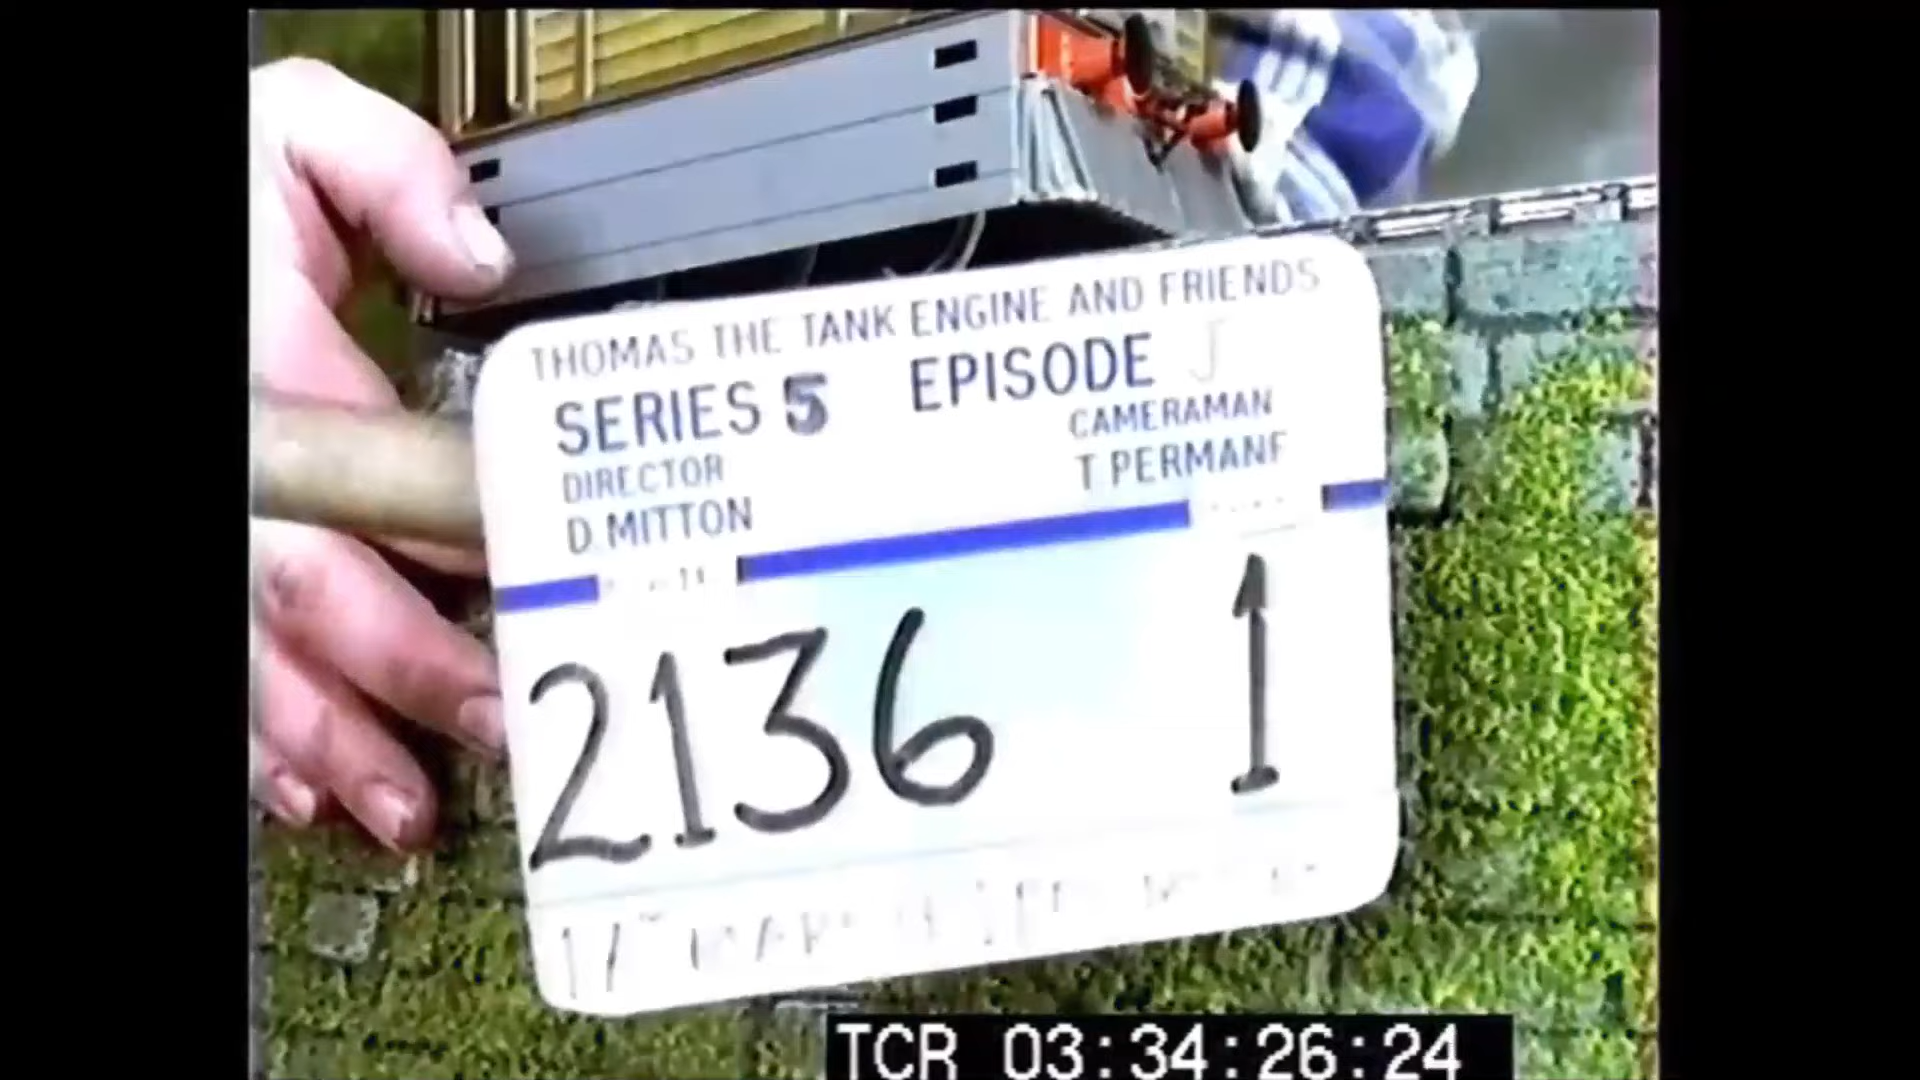 THOMAS THE TANK ENGINE AND FRIENDS
SERIES 5 EPISODE J
DIRECTOR
D. MITTON
CAMERAMAN
T PERMANE
2136 1
TCR 03:34:26:24